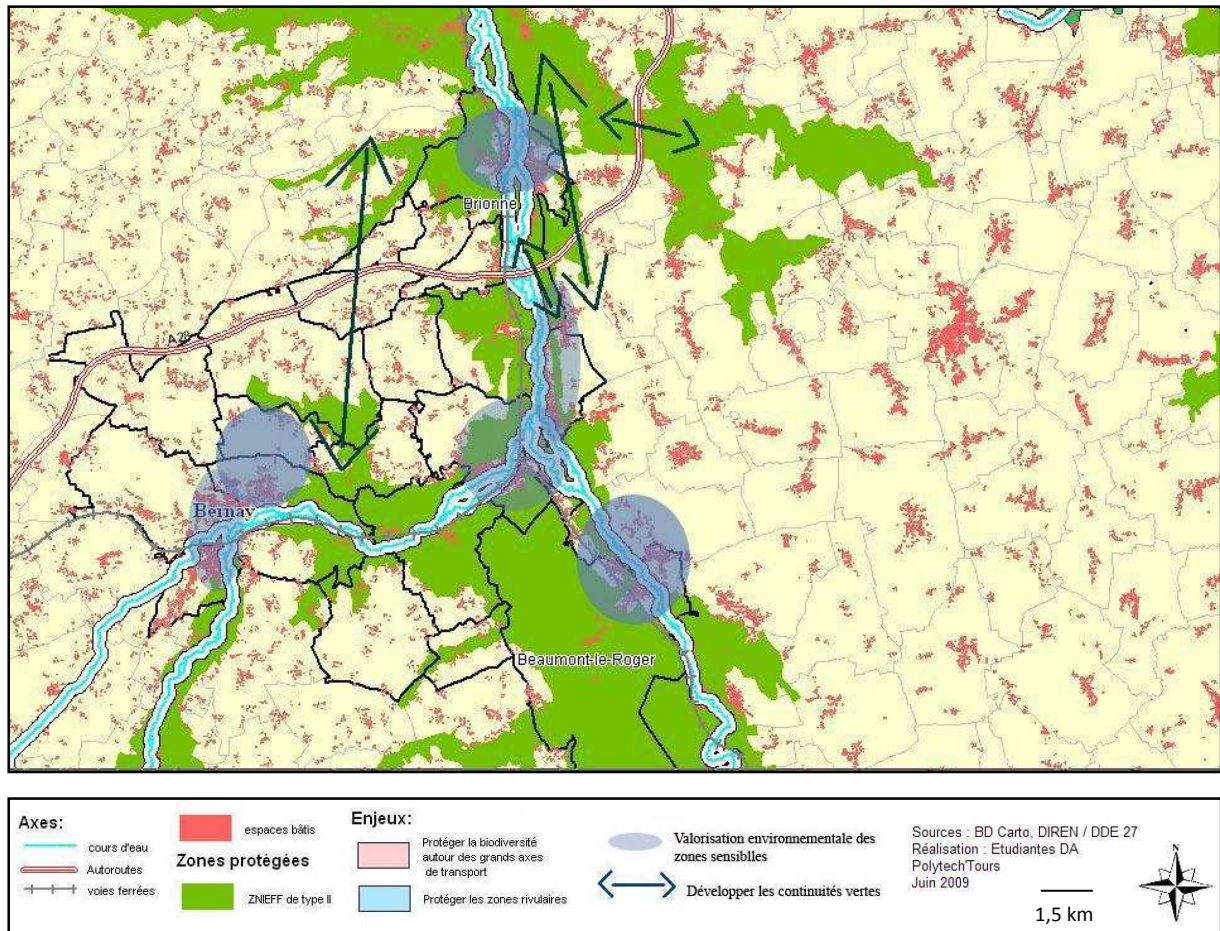 Brionne
A 28
Bernay
Beaumont-le-Roger
Axes:
cours d'eau
Autoroutes
voies ferrées
espaces bâtis
Zones protégées
ZNIEFF de type II
Enjeux:
Protéger la biodiversité
autour des grands axes
de transport
Protéger les zones rivulaires
Valorisation environnementale des
zones sensiblles
Développer les continuités vertes
Sources : BD Carto, DIREN / DDE 27
Réalisation : Etudiantes DA
Polytech'Tours
Juin 2009
1,5 km
N